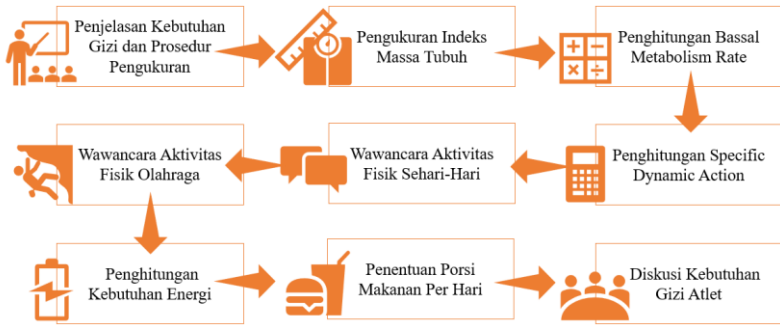 Penjelasan Kebutuhan
Gizi dan Prosedur
Pengukuran
Pengukuran Indeks
Massa Tubuh
Penghitungan Bassal
Metabolism Rate
Penghitungan Specific
Dynamic Action
Wawancara Aktivitas
Fisik Sehari-Hari
Wawancara Aktivitas
Fisik Olahraga
Penghitungan
Kebutuhan Energi
Penentuan Porsi
Makanan Per Hari
Diskusi Kebutuhan
Gizi Atlet